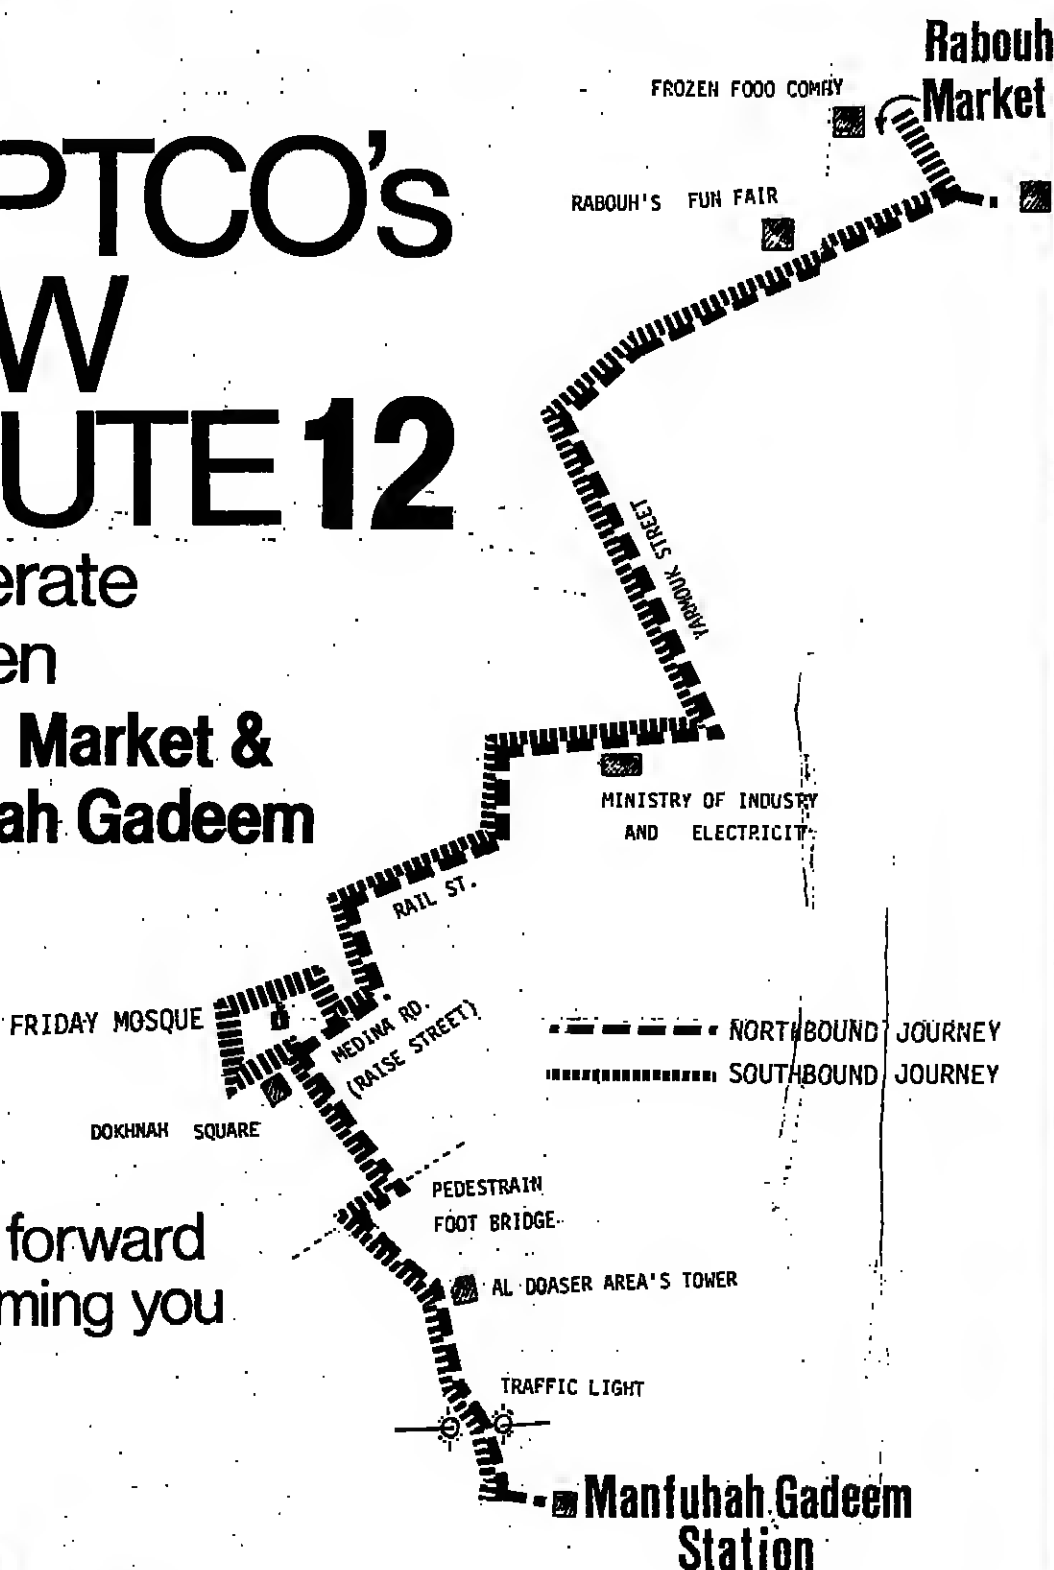 PTCO's
W
UTE 12
erate
en
Market &
ah Gadeem
forward
ming you
Rabouh
Market
FROZEN FOOD COMPNY
RABOUH'S FUN FAIR
YARMOUK STREET
MINISTRY OF INDUSTRY
AND ELECTRICIT
RAIL ST.
FRIDAY MOSQUE
MEDINA RD.
(RAISE STREET)
DOKHNAH SQUARE
NORTHBOUND JOURNEY
SOUTHBOUND JOURNEY
PEDESTRAIN
FOOT BRIDGE
AL DOASER AREA'S TOWER
TRAFFIC LIGHT
Manfuhah Gadeem
Station